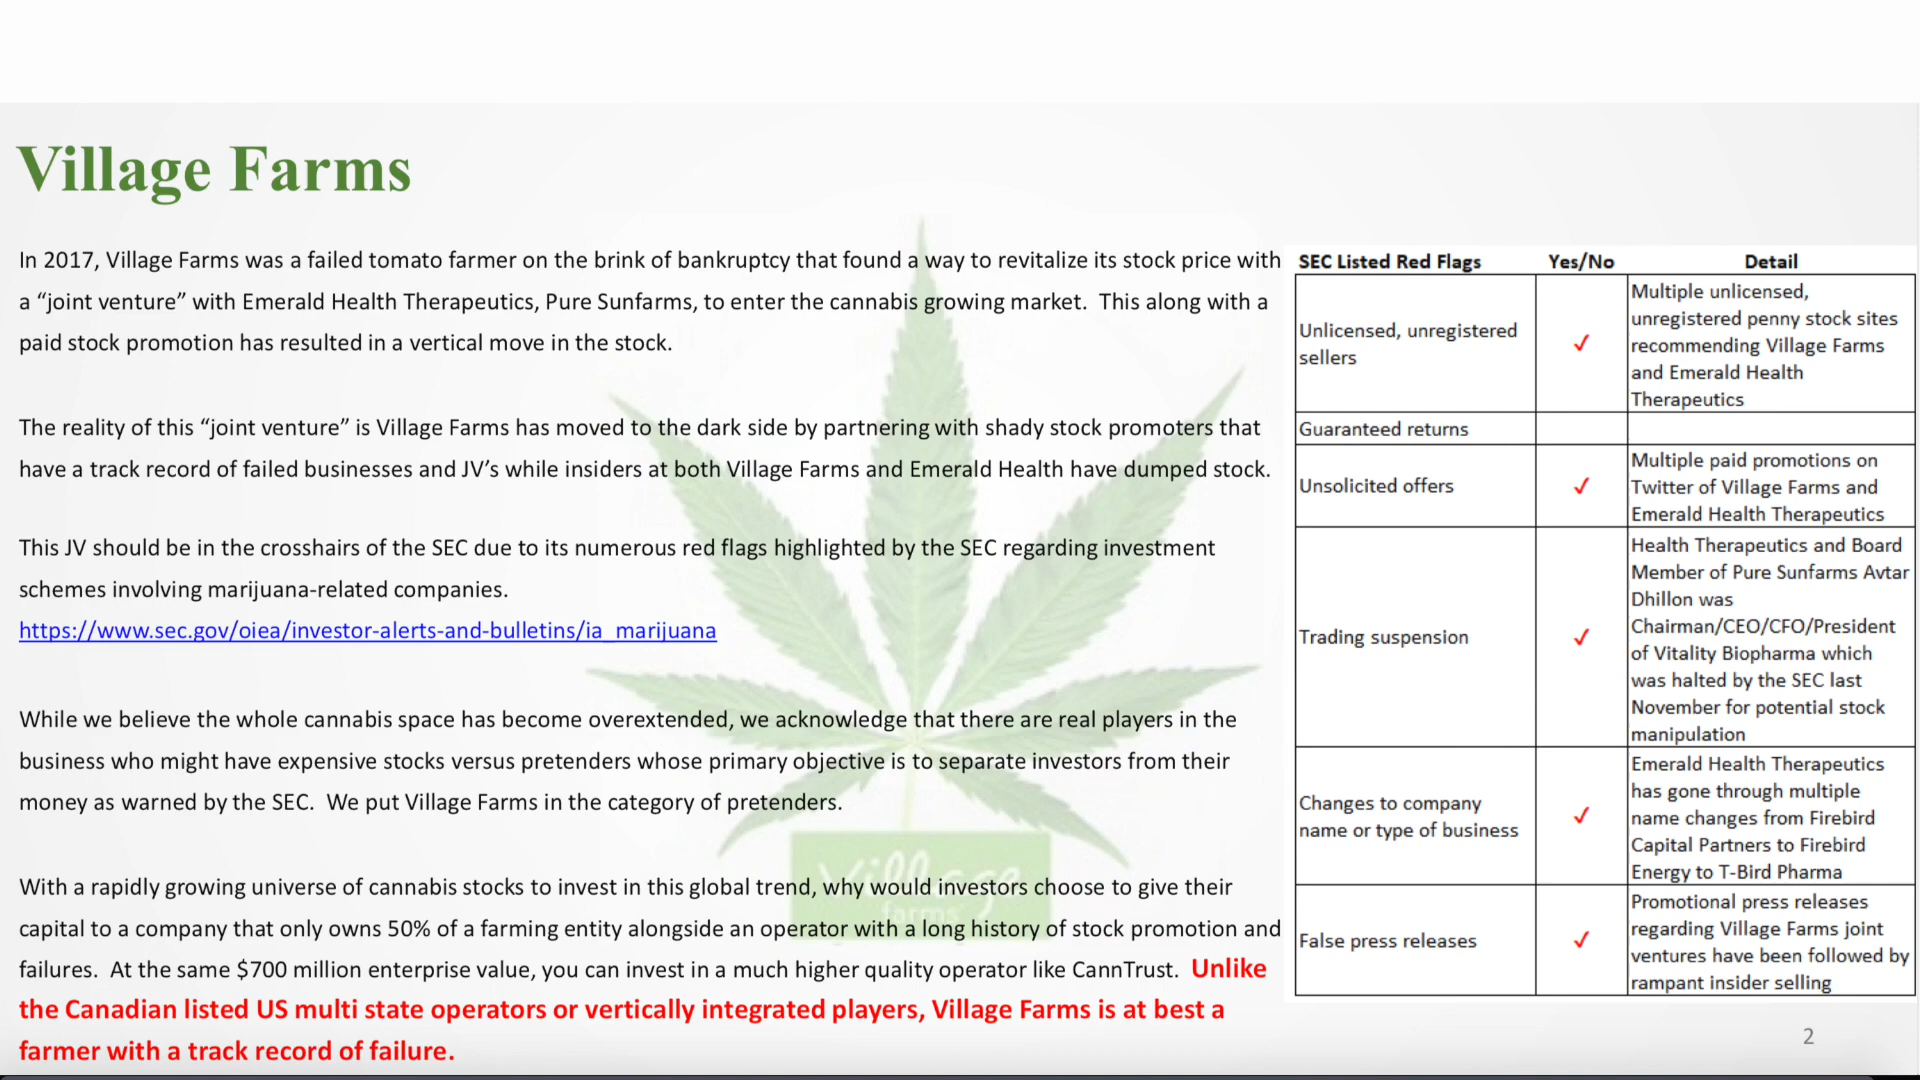 Village Farms
In 2017, Village Farms was a failed tomato farmer on the brink of bankruptcy that found a way to revitalize its stock price with
a “joint venture” with Emerald Health Therapeutics, Pure Sunfarms, to enter the cannabis growing market.  This along with a
paid stock promotion has resulted in a vertical move in the stock.
The reality of this “joint venture” is Village Farms has moved to the dark side by partnering with shady stock promoters that
have a track record of failed businesses and JV’s while insiders at both Village Farms and Emerald Health have dumped stock.
This JV should be in the crosshairs of the SEC due to its numerous red flags highlighted by the SEC regarding investment
schemes involving marijuana-related companies.
https://www.sec.gov/oiea/investor-alerts-and-bulletins/ia_marijuana
While we believe the whole cannabis space has become overextended, we acknowledge that there are real players in the
business who might have expensive stocks versus pretenders whose primary objective is to separate investors from their
money as warned by the SEC.  We put Village Farms in the category of pretenders.
With a rapidly growing universe of cannabis stocks to invest in this global trend, why would investors choose to give their
capital to a company that only owns 50% of a farming entity alongside an operator with a long history of stock promotion and
failures.  At the same $700 million enterprise value, you can invest in a much higher quality operator like CannTrust.  Unlike
the Canadian listed US multi state operators or vertically integrated players, Village Farms is at best a
farmer with a track record of failure.
Village
farms
SEC Listed Red Flags Yes/No Detail
Unlicensed, unregistered
sellers
✓
Multiple unlicensed,
unregistered penny stock sites
recommending Village Farms
and Emerald Health
Therapeutics
Guaranteed returns
Unsolicited offers
✓
Multiple paid promotions on
Twitter of Village Farms and
Emerald Health Therapeutics
Trading suspension
✓
Health Therapeutics and Board
Member of Pure Sunfarms Avtar
Dhillon was
Chairman/CEO/CFO/President
of Vitality Biopharma which
was halted by the SEC last
November for potential stock
manipulation
Changes to company
name or type of business
✓
Emerald Health Therapeutics
has gone through multiple
name changes from Firebird
Capital Partners to Firebird
Energy to T-Bird Pharma
False press releases
✓
Promotional press releases
regarding Village Farms joint
ventures have been followed by
rampant insider selling
2